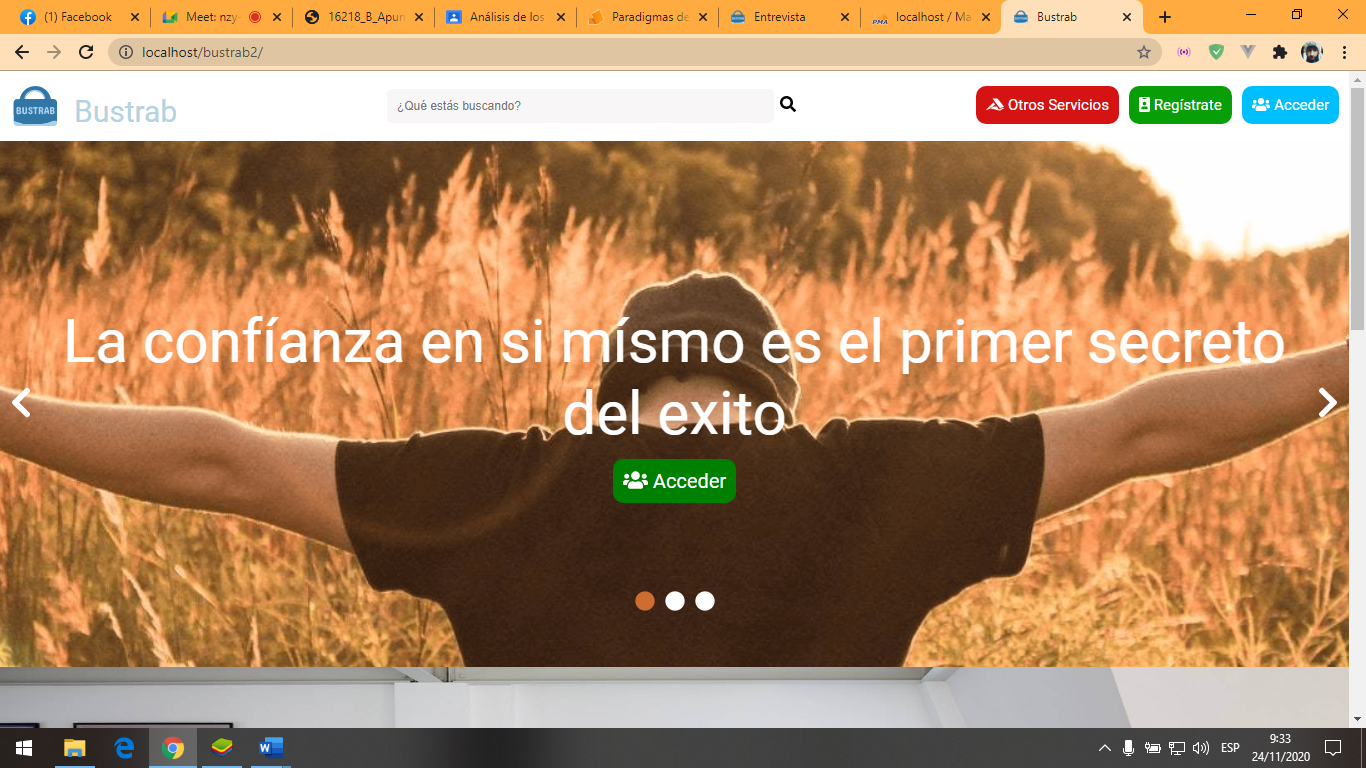 (1) Facebook
Meet: nzy-
16218_B_Apun
Análisis de los
Paradigmas de
Entrevista
localhost / Ma
Bustrab
localhost/bustrab2/
BUSTRAB
Bustrab
¿Qué estás buscando?
Otros Servicios
Regístrate
Acceder
La confíanza en si mísmo es el primer secreto
del exito
Acceder
ESP
9:33
24/11/2020